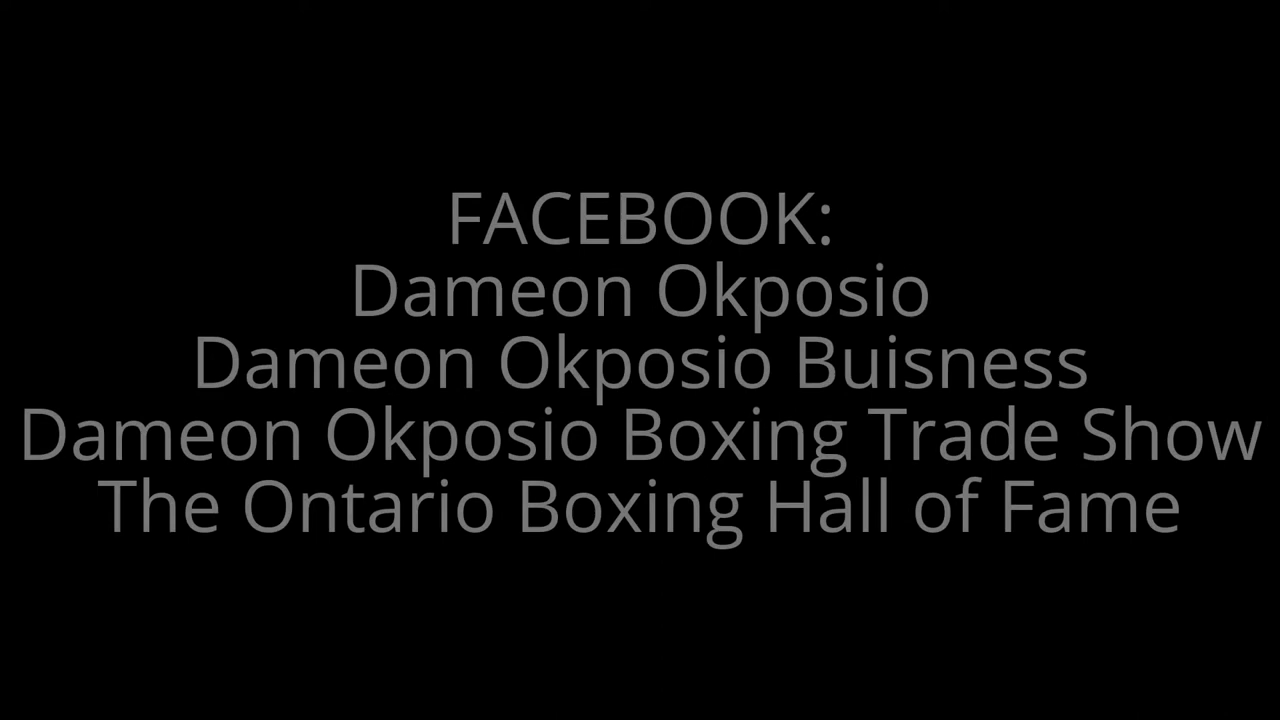 FACEBOOK:
Dameon Okposio
Dameon Okposio Buisness
Dameon Okposio Boxing Trade Show
The Ontario Boxing Hall of Fame